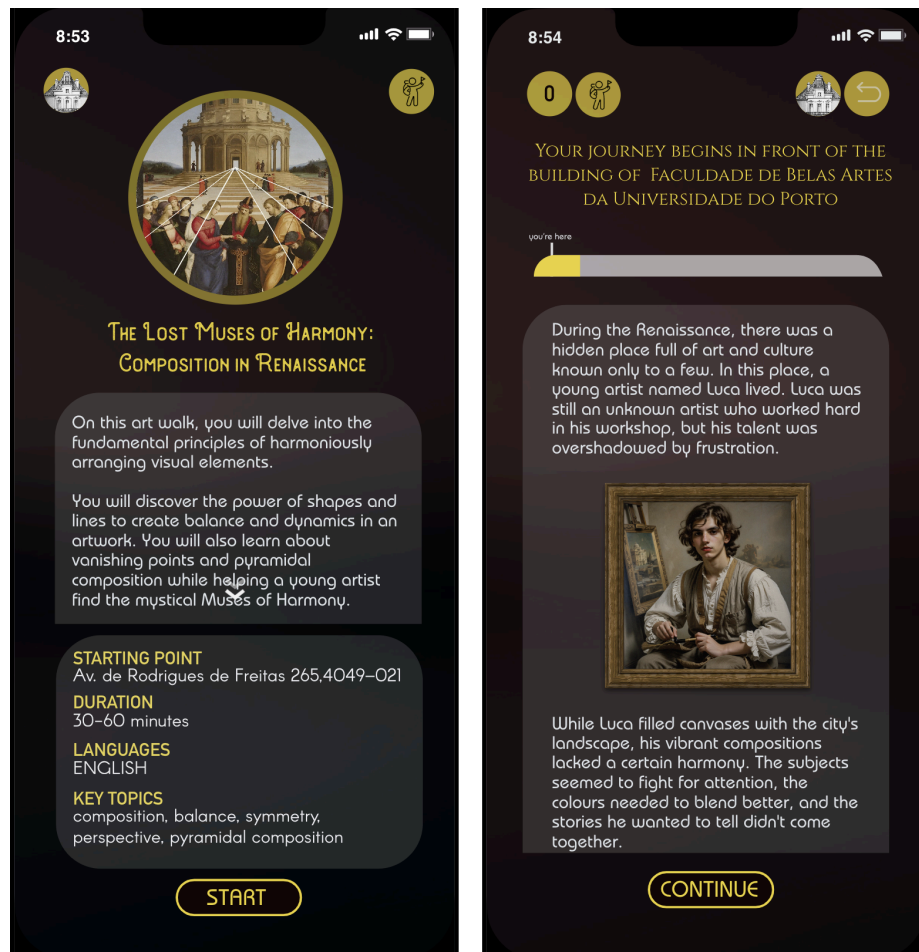 8:53
THE LOST MUSES OF HARMONY:
COMPOSITION IN RENAISSANCE
On this art walk, you will delve into the
fundamental principles of harmoniously
arranging visual elements.
You will discover the power of shapes and
lines to create balance and dynamics in an
artwork. You will also learn about
vanishing points and pyramidal
composition while helping a young artist
find the mystical Muses of Harmony.
STARTING POINT
Av. de Rodrigues de Freitas 265,4049–021
DURATION
30-60 minutes
LANGUAGES
ENGLISH
KEY TOPICS
composition, balance, symmetry,
perspective, pyramidal composition
START
8:54
0
YOUR JOURNEY BEGINS IN FRONT OF THE
BUILDING OF FACULDADE DE BELAS ARTES
DA UNIVERSIDADE DO PORTO
you're here
During the Renaissance, there was a
hidden place full of art and culture
known only to a few. In this place, a
young artist named Luca lived. Luca was
still an unknown artist who worked hard
in his workshop, but his talent was
overshadowed by frustration.
While Luca filled canvases with the city's
landscape, his vibrant compositions
lacked a certain harmony. The subjects
seemed to fight for attention, the
colours needed to blend better, and the
stories he wanted to tell didn't come
together.
CONTINUE